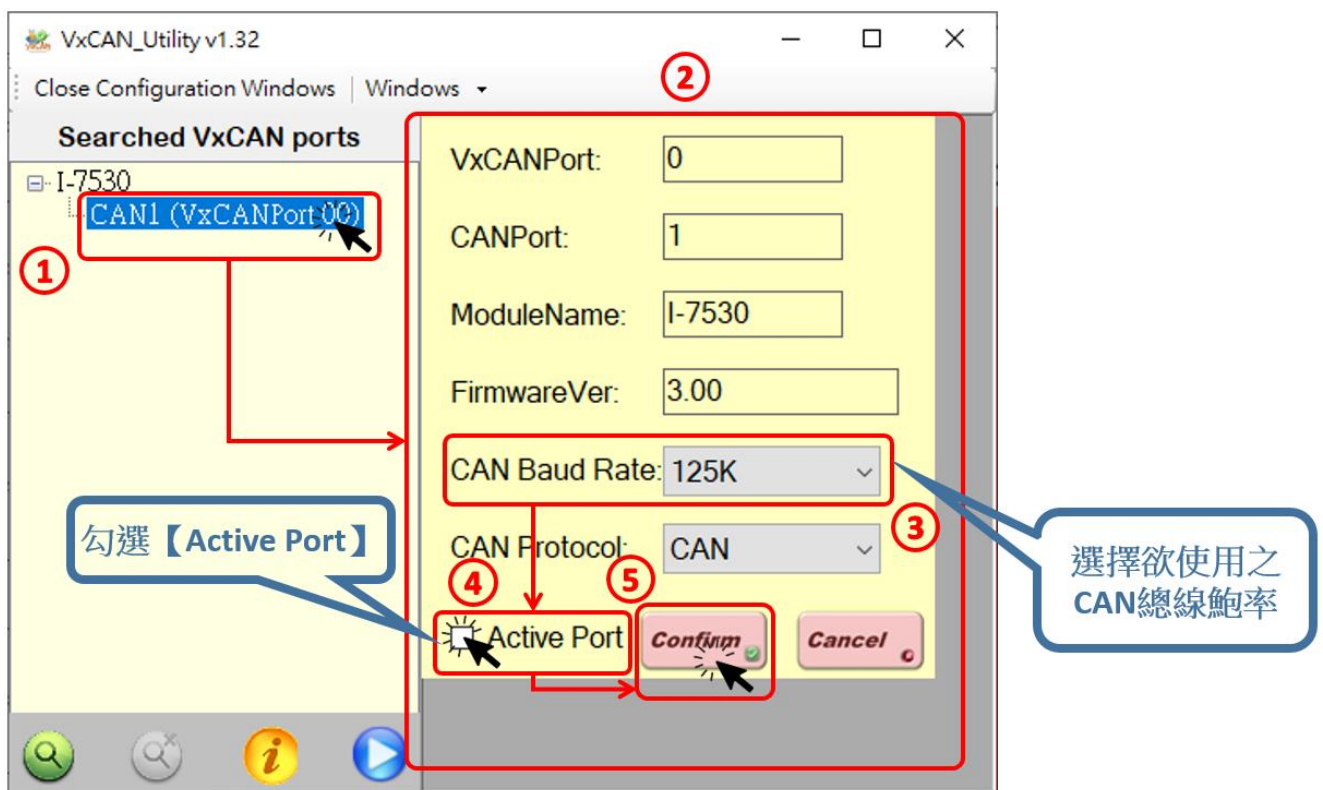 VxCAN_Utility v1.32
Close Configuration Windows | Windows
②
Searched VxCAN ports
I-7530
CAN1 (VxCANPort 00)
①
VxCANPort: 0
CANPort: 1
ModuleName: I-7530
FirmwareVer: 3.00
CAN Baud Rate: 125K
③
CAN Protocol: CAN
勾選【Active Port】
選擇欲使用之
CAN總線鮑率
④
⑤
Active Port
Confirm
Cancel
i